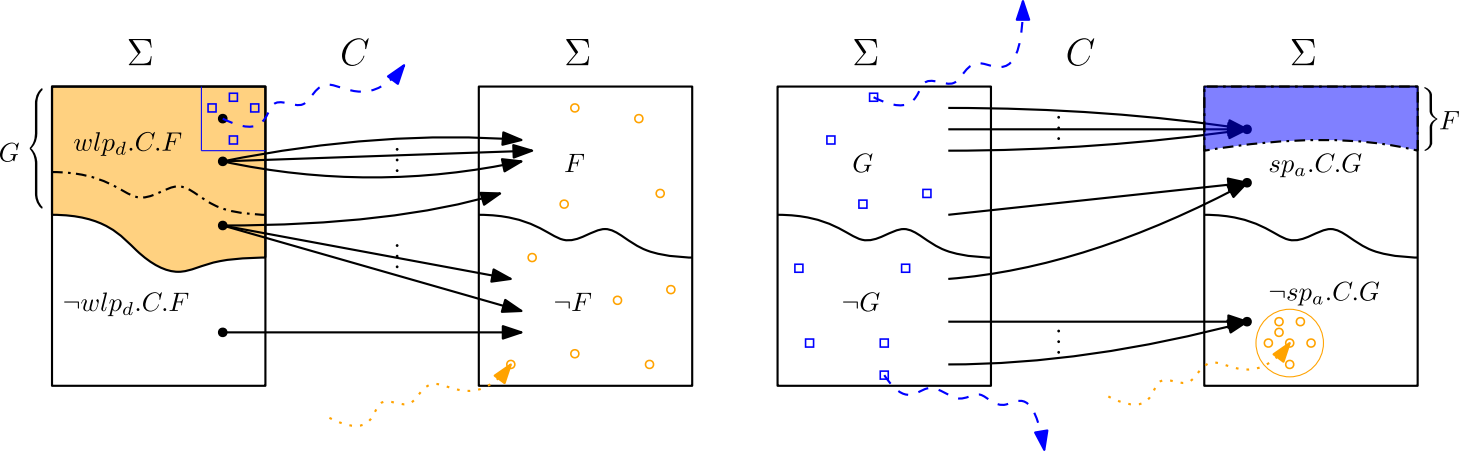 Σ C Σ
G
wlp_d.C.F
¬wlp_d.C.F
F
¬F
Σ C Σ
G
¬G
F
sp_a.C.G
¬sp_a.C.G